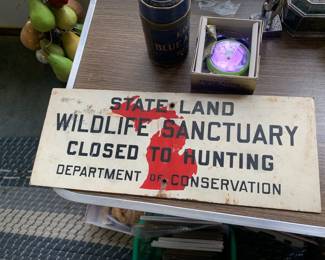 STATE LAND
WILDLIFE SANCTUARY
CLOSED TO HUNTING
DEPARTMENT OF CONSERVATION